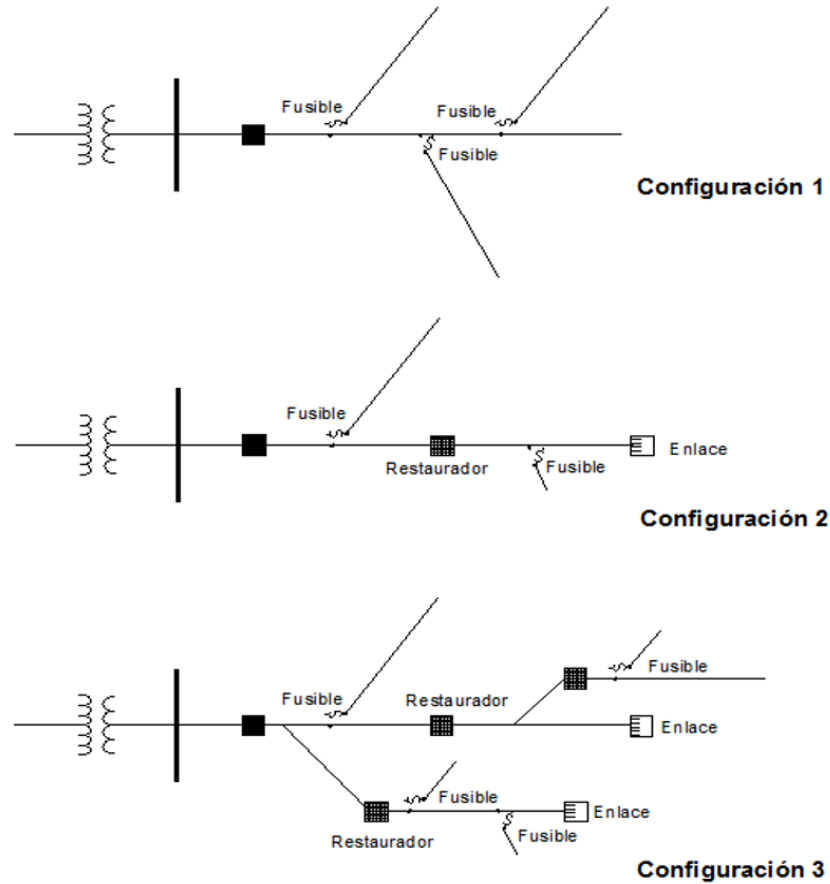 Fusible
Fusible
Fusible
Configuración 1
Fusible
Enlace
Restaurador
Fusible
Configuración 2
Fusible
Restaurador
Fusible
Enlace
Fusible
Enlace
Restaurador
Fusible
Configuración 3